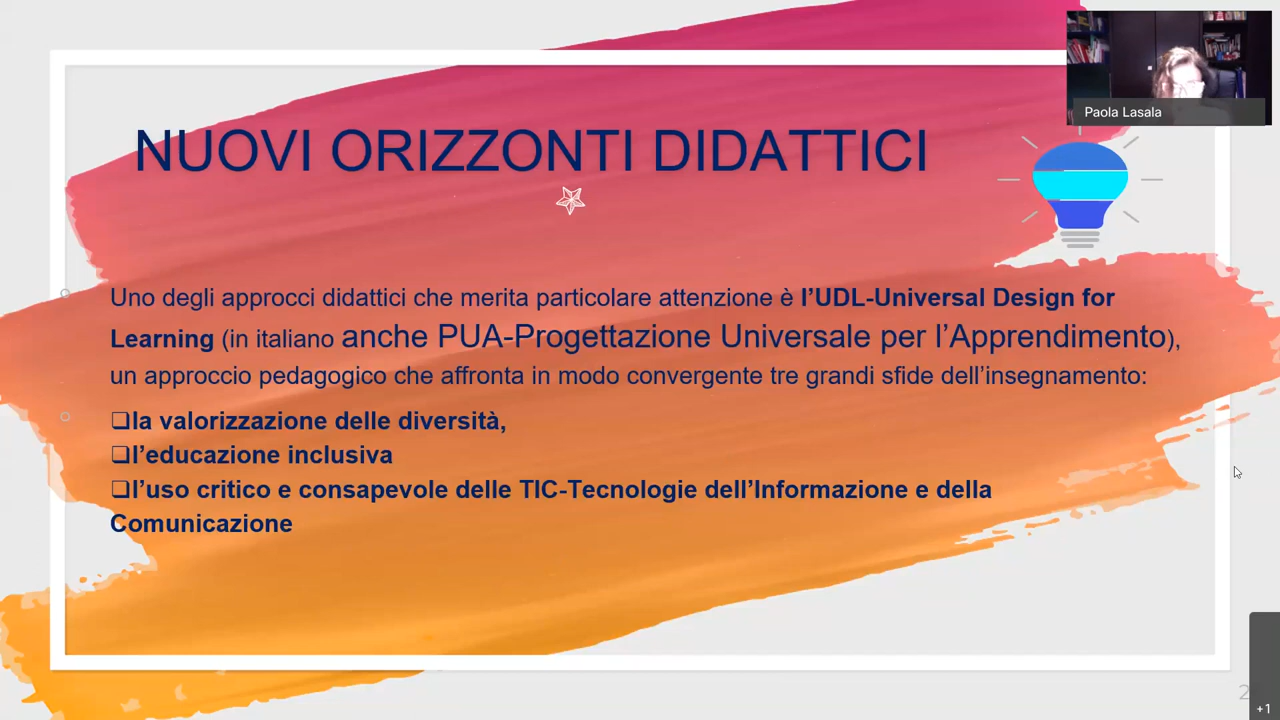 Paola Lasala
NUOVI ORIZZONTI DIDATTICI
Uno degli approcci didattici che merita particolare attenzione è l’UDL-Universal Design for
Learning (in italiano anche PUA-Progettazione Universale per l’Apprendimento),
un approccio pedagogico che affronta in modo convergente tre grandi sfide dell’insegnamento:
❑la valorizzazione delle diversità,
❑l’educazione inclusiva
❑l’uso critico e consapevole delle TIC-Tecnologie dell’Informazione e della
Comunicazione
+1